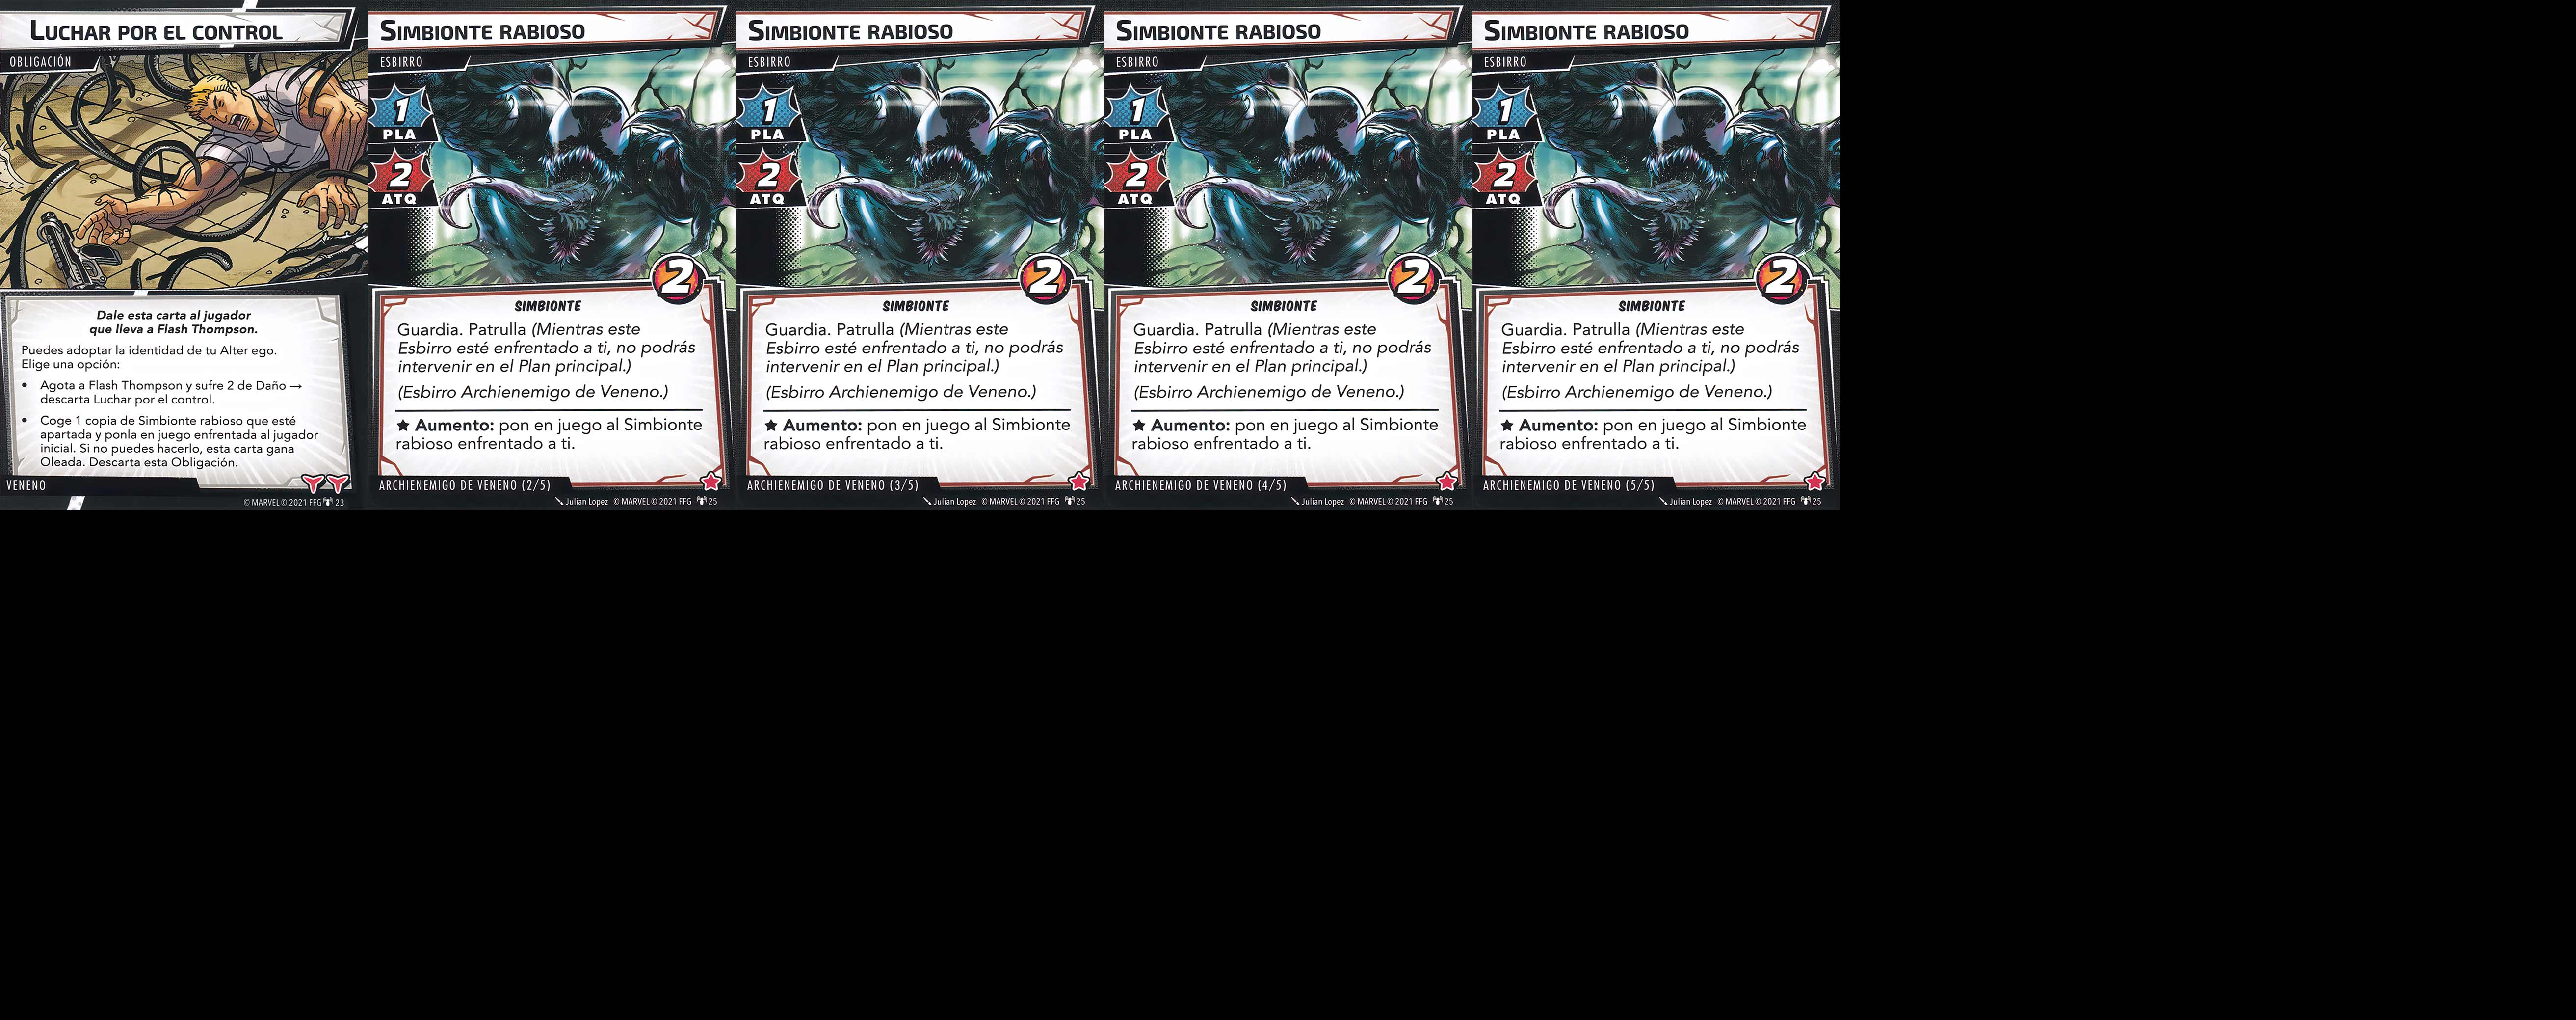 LUCHAR POR EL CONTROL
OBLIGACIÓN
Dale esta carta al jugador
que lleva a Flash Thompson.
Puedes adoptar la identidad de tu Alter ego.
Elige una opción:
• Agota a Flash Thompson y sufre 2 de Daño →
descarta Luchar por el control.
• Coge 1 copia de Simbionte rabioso que esté
apartada y ponla en juego enfrentada al jugador
inicial. Si no puedes hacerlo, esta carta gana
Oleada. Descarta esta Obligación.
VENENO
© MARVEL © 2021 FFG 23
SIMBIONTE RABIOSO
ESBIRRO
1
PLA
2
ATQ
2
SIMBIONTE
Guardia. Patrulla (Mientras este
Esbirro esté enfrentado a ti, no podrás
intervenir en el Plan principal.)
(Esbirro Archienemigo de Veneno.)
★ Aumento: pon en juego al Simbionte
rabioso enfrentado a ti.
ARCHIENEMIGO DE VENENO (2/5)
Julian Lopez © MARVEL © 2021 FFG 25
SIMBIONTE RABIOSO
ESBIRRO
1
PLA
2
ATQ
2
SIMBIONTE
Guardia. Patrulla (Mientras este
Esbirro esté enfrentado a ti, no podrás
intervenir en el Plan principal.)
(Esbirro Archienemigo de Veneno.)
★ Aumento: pon en juego al Simbionte
rabioso enfrentado a ti.
ARCHIENEMIGO DE VENENO (3/5)
Julian Lopez © MARVEL © 2021 FFG 25
SIMBIONTE RABIOSO
ESBIRRO
1
PLA
2
ATQ
2
SIMBIONTE
Guardia. Patrulla (Mientras este
Esbirro esté enfrentado a ti, no podrás
intervenir en el Plan principal.)
(Esbirro Archienemigo de Veneno.)
★ Aumento: pon en juego al Simbionte
rabioso enfrentado a ti.
ARCHIENEMIGO DE VENENO (4/5)
Julian Lopez © MARVEL © 2021 FFG 25
SIMBIONTE RABIOSO
ESBIRRO
1
PLA
2
ATQ
2
SIMBIONTE
Guardia. Patrulla (Mientras este
Esbirro esté enfrentado a ti, no podrás
intervenir en el Plan principal.)
(Esbirro Archienemigo de Veneno.)
★ Aumento: pon en juego al Simbionte
rabioso enfrentado a ti.
ARCHIENEMIGO DE VENENO (5/5)
Julian Lopez © MARVEL © 2021 FFG 25